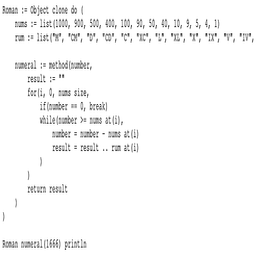 Roman := Object clone do (
nums := list(1000, 900, 500, 400, 100, 90, 50, 40, 10, 9, 5, 4, 1)
rum := list("M", "CM", "D", "CD", "C", "XC", "L", "XL", "X", "IX", "V", "IV",
numeral := method(number,
result := ""
for(i, 0, nums size,
if(number == 0, break)
while(number >= nums at(i),
number = number - nums at(i)
result = result .. rum at(i)
)
)
return result
)
)
Roman numeral(1666) println